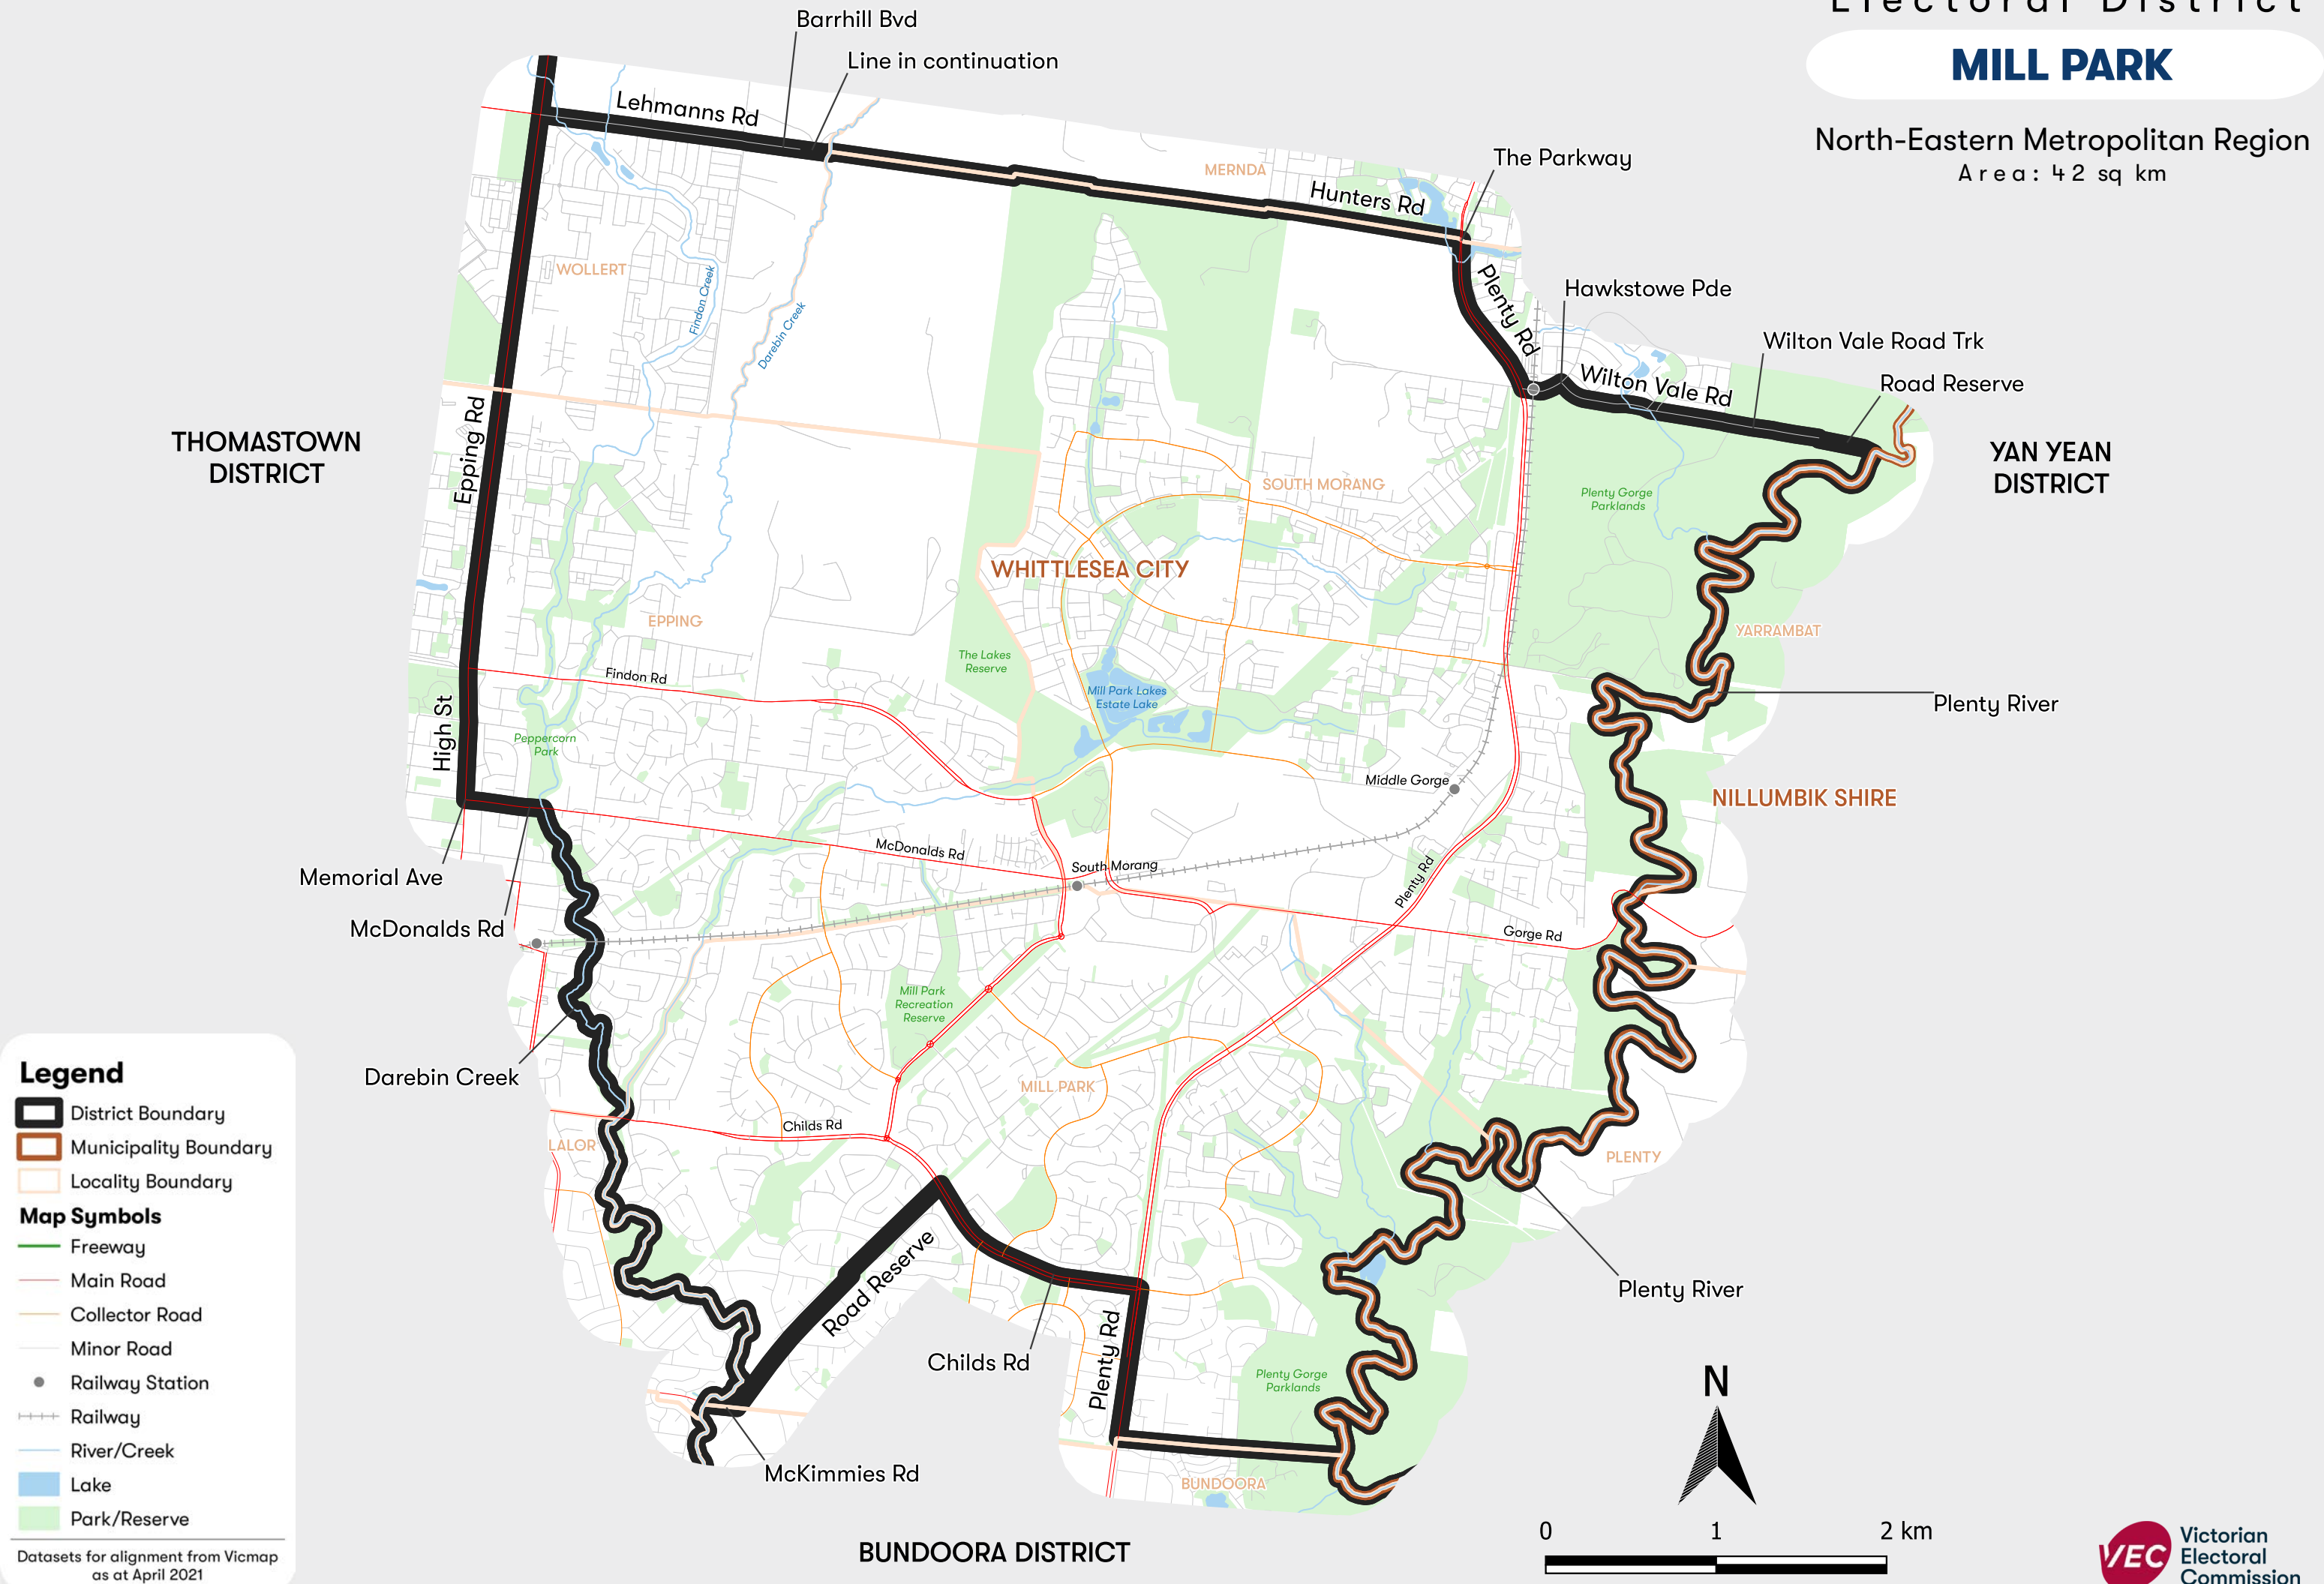 Electoral District
MILL PARK
North-Eastern Metropolitan Region
Area: 42 sq km
Barrhill Bvd
Line in continuation
Lehmanns Rd
MERNDA
The Parkway
Hunters Rd
WOLLERT
Findon Creek
Darebin Creek
Plenty Rd
Hawkstowe Pde
Wilton Vale Road Trk
Wilton Vale Rd
Road Reserve
THOMASTOWN
DISTRICT
Epping Rd
YAN YEAN
DISTRICT
SOUTH MORANG
Plenty Gorge
Parklands
WHITTLESEA CITY
EPPING
YARRAMBAT
The Lakes
Reserve
Findon Rd
Mill Park Lakes
Estate Lake
Plenty River
High St
Peppercorn
Park
Middle Gorge
NILLUMBIK SHIRE
McDonalds Rd
South Morang
Plenty Rd
Memorial Ave
McDonalds Rd
Gorge Rd
Mill Park
Recreation
Reserve
Darebin Creek
MILL PARK
Childs Rd
LALOR
PLENTY
Road Reserve
Plenty River
Childs Rd
Plenty Rd
Plenty Gorge
Parklands
McKimmies Rd
BUNDOORA
BUNDOORA DISTRICT
Legend
District Boundary
Municipality Boundary
Locality Boundary
Map Symbols
Freeway
Main Road
Collector Road
Minor Road
Railway Station
Railway
River/Creek
Lake
Park/Reserve
Datasets for alignment from Vicmap
as at April 2021
N
0 1 2 km
VEC
Victorian
Electoral
Commission